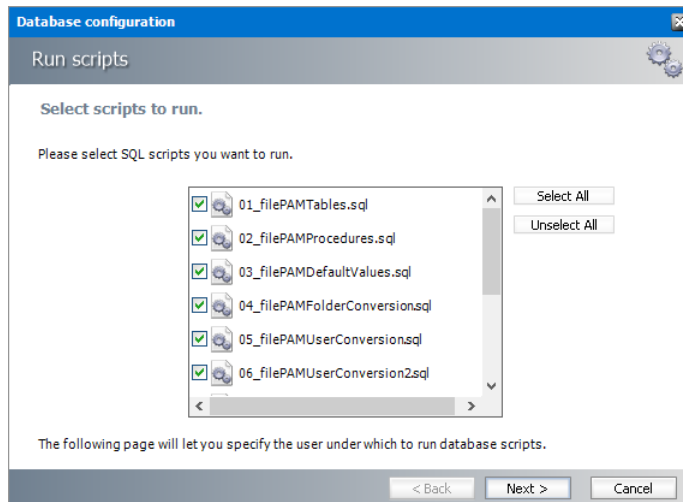 Database configuration
Run scripts
Select scripts to run.
Please select SQL scripts you want to run.
01_filePAMTables.sql
02_filePAMProcedures.sql
03_filePAMDefaultValues.sql
04_filePAMFolderConversion.sql
05_filePAMUserConversion.sql
06_filePAMUserConversion2.sql
Select All
Unselect All
The following page will let you specify the user under which to run database scripts.
< Back Next > Cancel